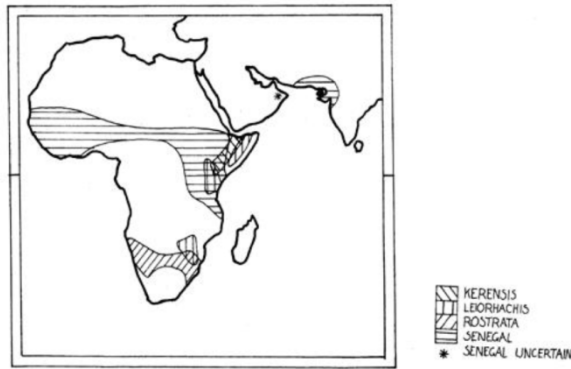 KERENSIS
LEIORHACHIS
ROSTRATA
SENEGAL
* SENEGAL UNCERTAIN